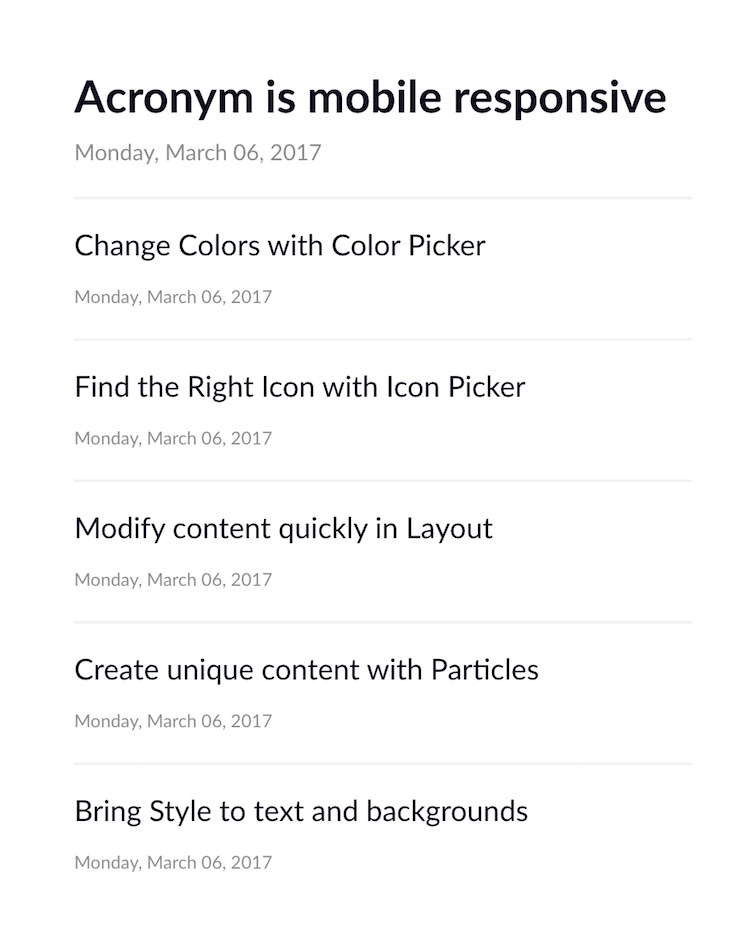 Acronym is mobile responsive
Monday, March 06, 2017
Change Colors with Color Picker
Monday, March 06, 2017
Find the Right Icon with Icon Picker
Monday, March 06, 2017
Modify content quickly in Layout
Monday, March 06, 2017
Create unique content with Particles
Monday, March 06, 2017
Bring Style to text and backgrounds
Monday, March 06, 2017